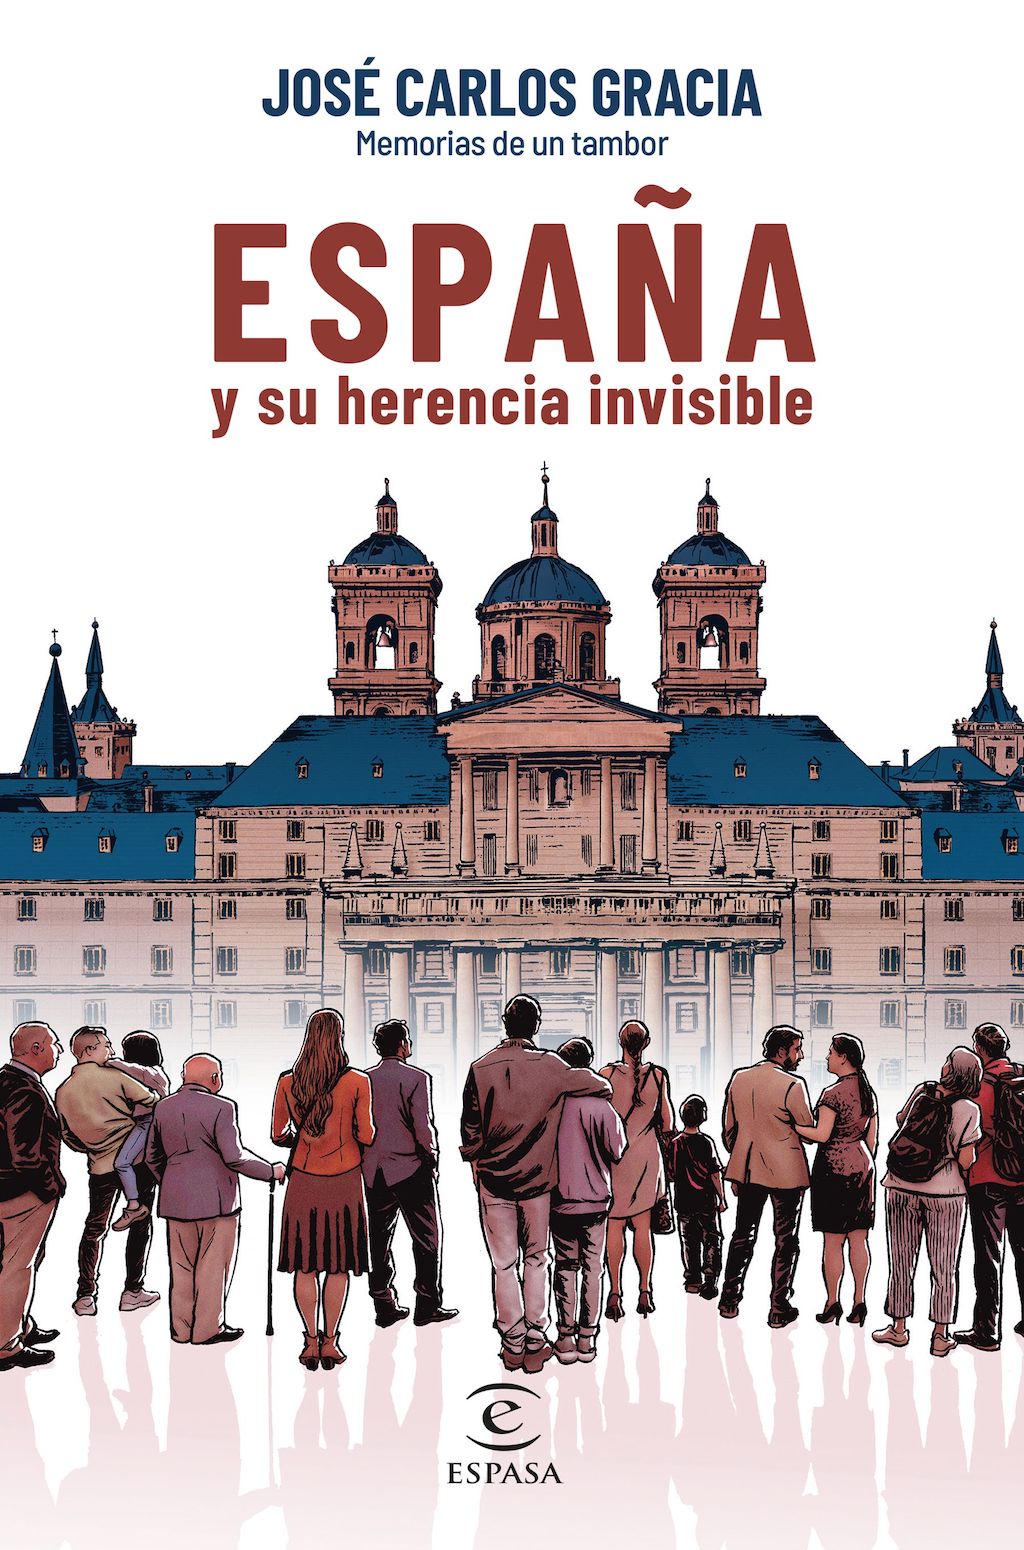 JOSÉ CARLOS GRACIA
Memorias de un tambor
ESPAÑA
y su herencia invisible
e
ESPASA